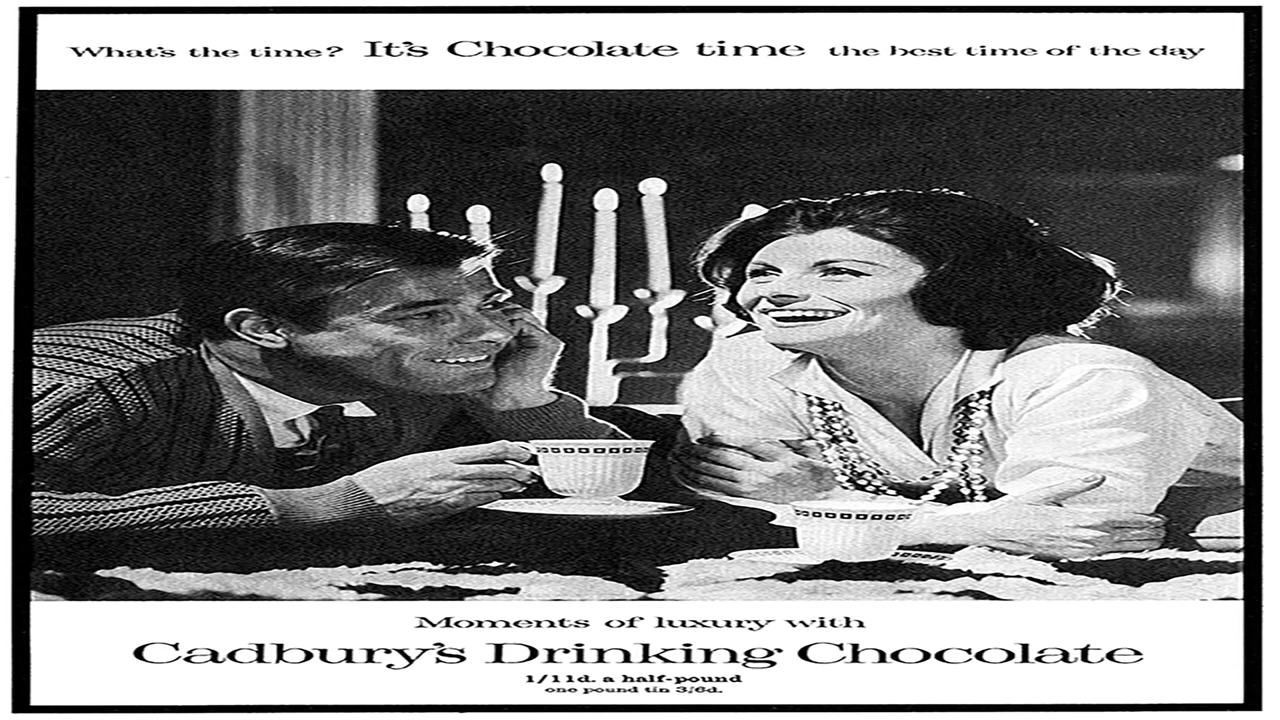 What's the time? It's Chocolate time the best time of the day
Moments of luxury with
Cadbury's Drinking Chocolate
1/11d. a half-pound
one pound tin 3/6d.